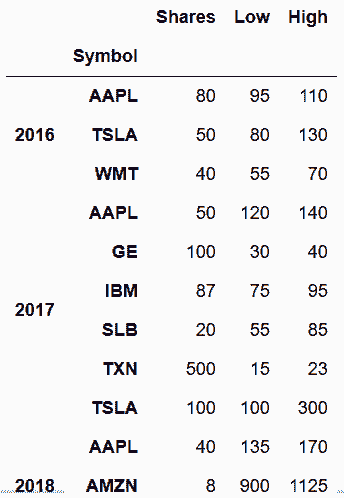 Shares Low High
Symbol
AAPL 80 95 110
2016 TSLA 50 80 130
WMT 40 55 70
AAPL 50 120 140
GE 100 30 40
IBM 87 75 95
2017
SLB 20 55 85
TXN 500 15 23
TSLA 100 100 300
AAPL 40 135 170
2018 AMZN 8 900 1125